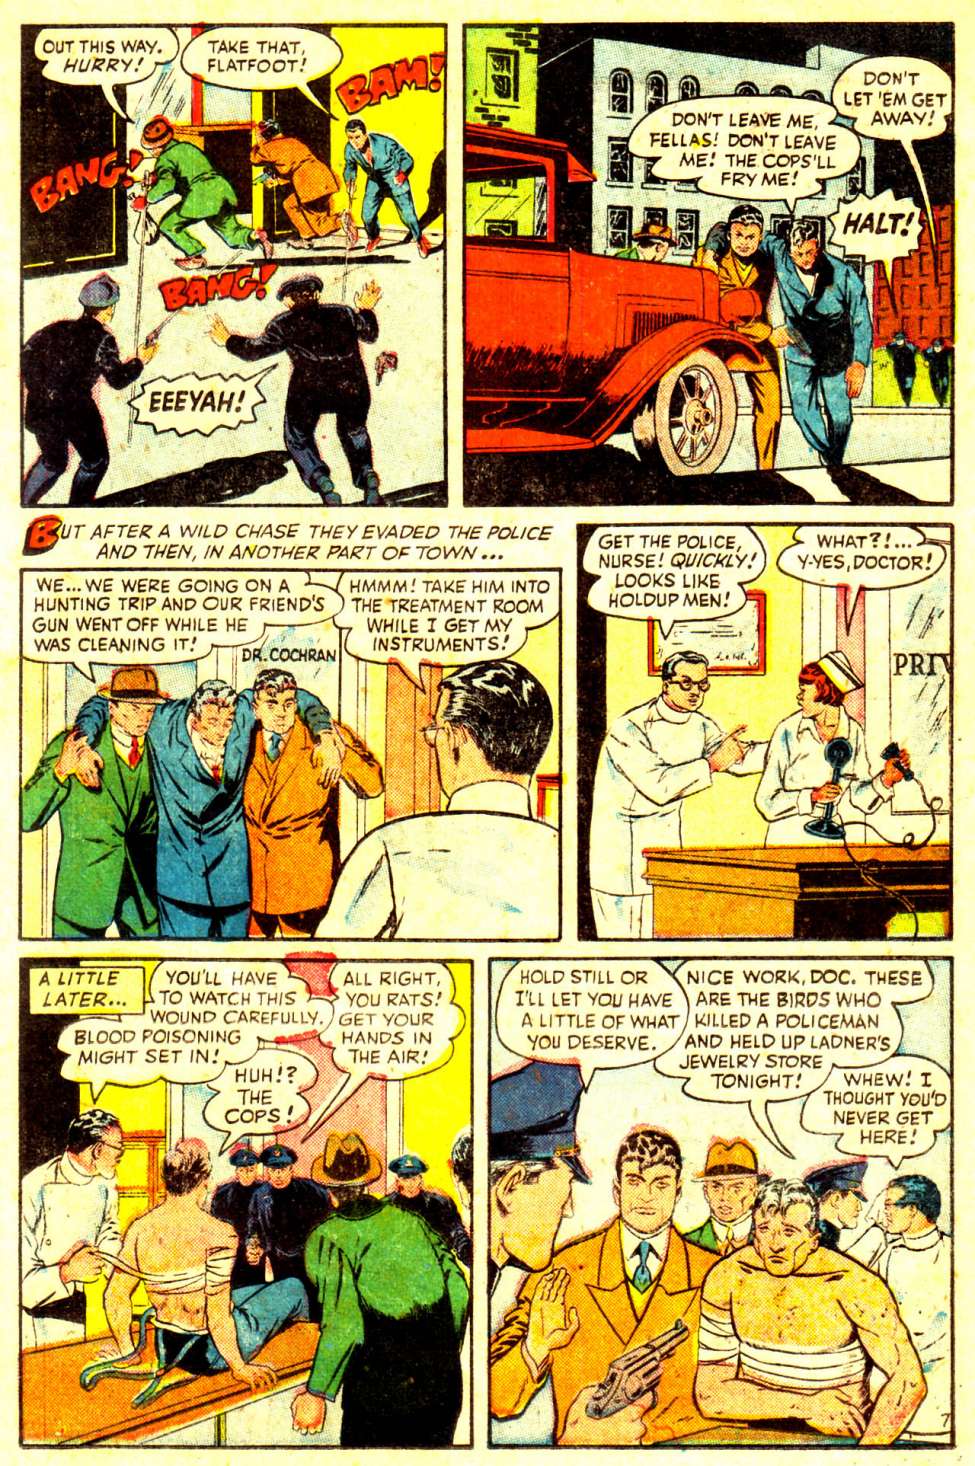 OUT THIS WAY.
HURRY!
TAKE THAT,
FLATFOOT!
BAM!
BANG!
BANG!
EEEYAH!
DON'T LEAVE ME,
FELLAS! DON'T LEAVE
ME! THE COPS'LL
FRY ME!
DON'T
LET 'EM GET
AWAY!
HALT!
BUT AFTER A WILD CHASE THEY EVADED THE POLICE
AND THEN, IN ANOTHER PART OF TOWN...
WE...WE WERE GOING ON A
HUNTING TRIP AND OUR FRIEND'S
GUN WENT OFF WHILE HE
WAS CLEANING IT!
HMMM! TAKE HIM INTO
THE TREATMENT ROOM
WHILE I GET MY
INSTRUMENTS!
DR. COCHRAN
GET THE POLICE,
NURSE! QUICKLY!
LOOKS LIKE
HOLDUP MEN!
WHAT?!...
Y-YES, DOCTOR!
PRIV
A LITTLE
LATER...
YOU'LL HAVE
TO WATCH THIS
WOUND CAREFULLY.
BLOOD POISONING
MIGHT SET IN!
HUH!?
THE
COPS!
ALL RIGHT,
YOU RATS!
GET YOUR
HANDS IN
THE AIR!
HOLD STILL OR
I'LL LET YOU HAVE
A LITTLE OF WHAT
YOU DESERVE.
NICE WORK, DOC. THESE
ARE THE BIRDS WHO
KILLED A POLICEMAN
AND HELD UP LADNER'S
JEWELRY STORE
TONIGHT!
WHEW! I
THOUGHT YOU'D
NEVER GET
HERE!
7